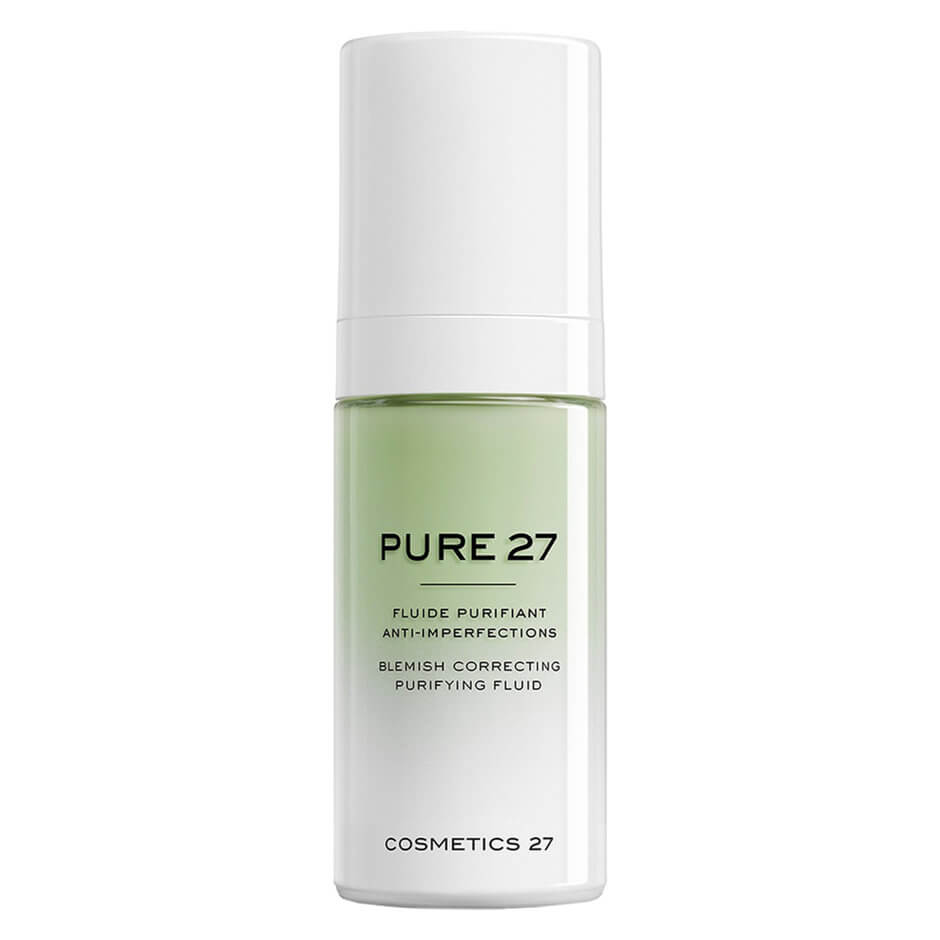 PURE 27
FLUIDE PURIFIANT
ANTI-IMPERFECTIONS
BLEMISH CORRECTING
PURIFYING FLUID
COSMETICS 27